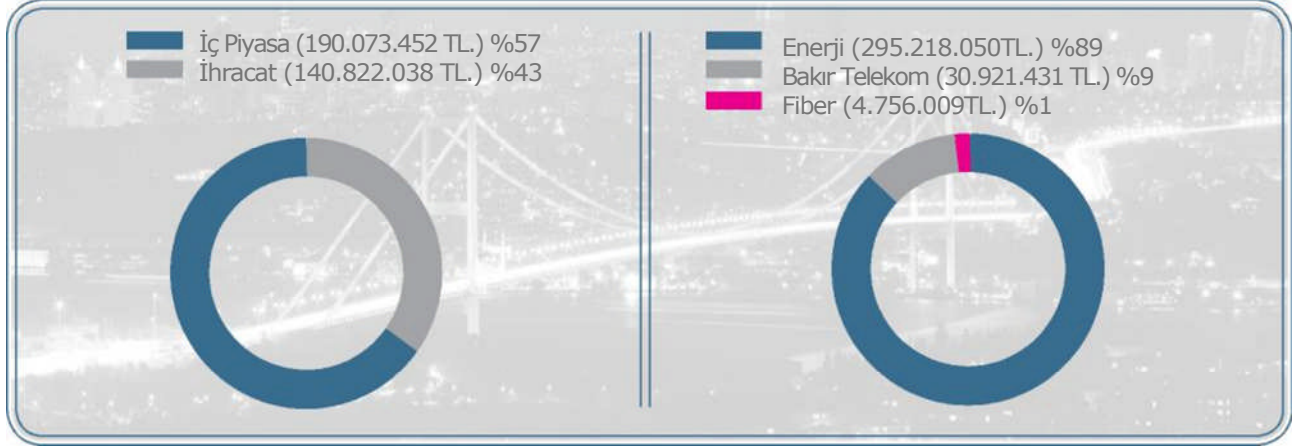 İç Piyasa (190.073.452 TL.) %57
İhracat (140.822.038 TL.) %43
Enerji (295.218.050TL.) %89
Bakır Telekom (30.921.431 TL.) %9
Fiber (4.756.009TL.) %1